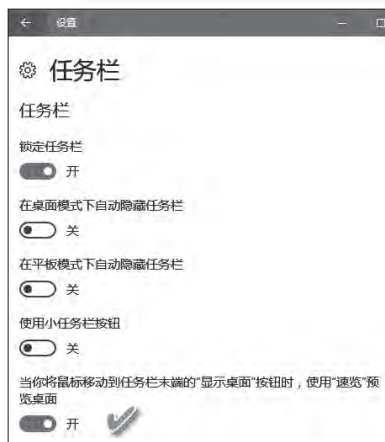 设置
任务栏
任务栏
锁定任务栏
开
在桌面模式下自动隐藏任务栏
关
在平板模式下自动隐藏任务栏
关
使用小任务栏按钮
关
当你将鼠标移动到任务栏末端的"显示桌面"按钮时，使用"速览"预
览桌面
开